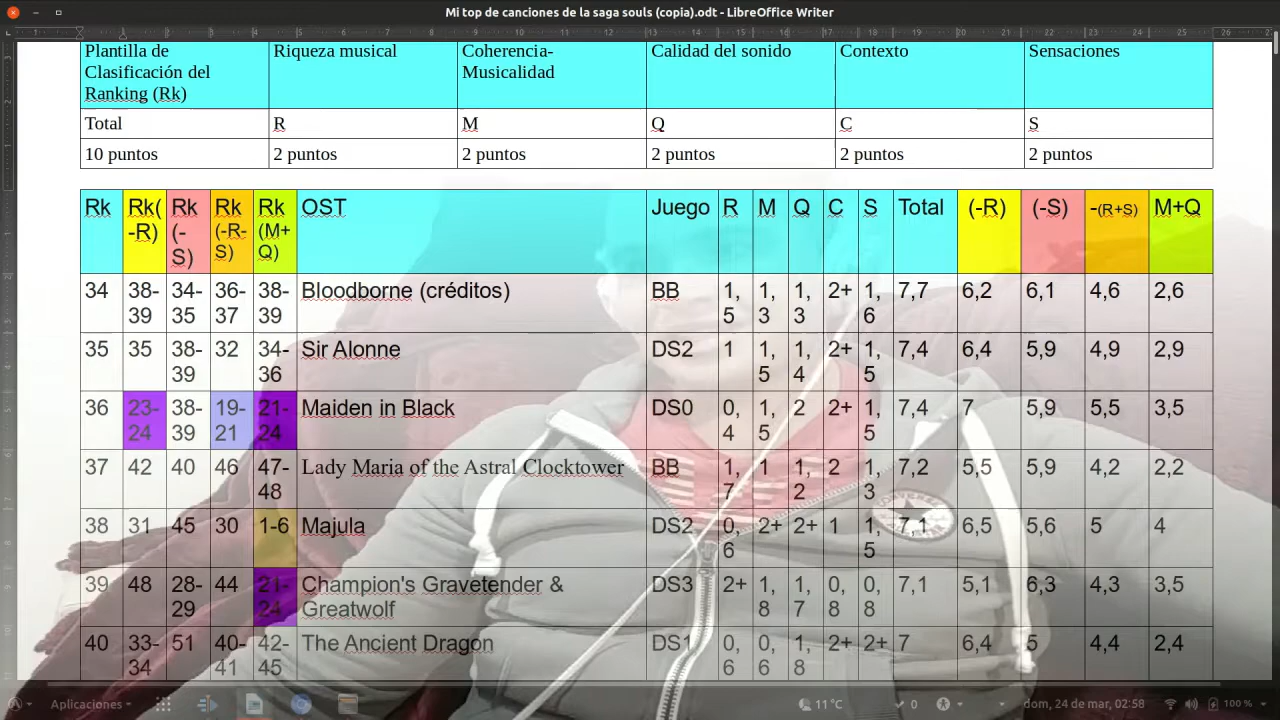 Mi top de canciones de la saga souls (copia).odt - LibreOffice Writer
Plantilla de Clasificación del Ranking (Rk) Riqueza musical Coherencia-Musicalidad Calidad del sonido Contexto Sensaciones
Total R M Q C S
10 puntos 2 puntos 2 puntos 2 puntos 2 puntos 2 puntos
Rk Rk(-R) Rk (-S) Rk (-R-S) Rk (M+Q) OST Juego R M Q C S Total (-R) (-S) -(R+S) M+Q
34 38-39 34-35 36-37 38-39 Bloodborne (créditos) BB 1,5 1,3 1,3 2+ 1,6 7,7 6,2 6,1 4,6 2,6
35 35 38-39 32 34-36 Sir Alonne DS2 1 1,5 1,4 2+ 1,5 7,4 6,4 5,9 4,9 2,9
36 23-24 38-39 19-21 21-24 Maiden in Black DS0 0,4 1,5 2 2+ 1,5 7,4 7 5,9 5,5 3,5
37 42 40 46 47-48 Lady Maria of the Astral Clocktower BB 1,7 1 1,2 2 1,3 7,2 5,5 5,9 4,2 2,2
38 31 45 30 1-6 Majula DS2 0,6 2+ 2+ 1 1,5 7,1 6,5 5,6 5 4
39 48 28-29 44 21-24 Champion's Gravetender & Greatwolf DS3 2+ 1,8 1,7 0,8 0,8 7,1 5,1 6,3 4,3 3,5
40 33-34 51 40-41 42-45 The Ancient Dragon DS1 0,6 0,6 1,8 2+ 2+ 7 6,4 5 4,4 2,4
Aplicaciones 11 °C 0 dom, 24 de mar, 02:58 100 %